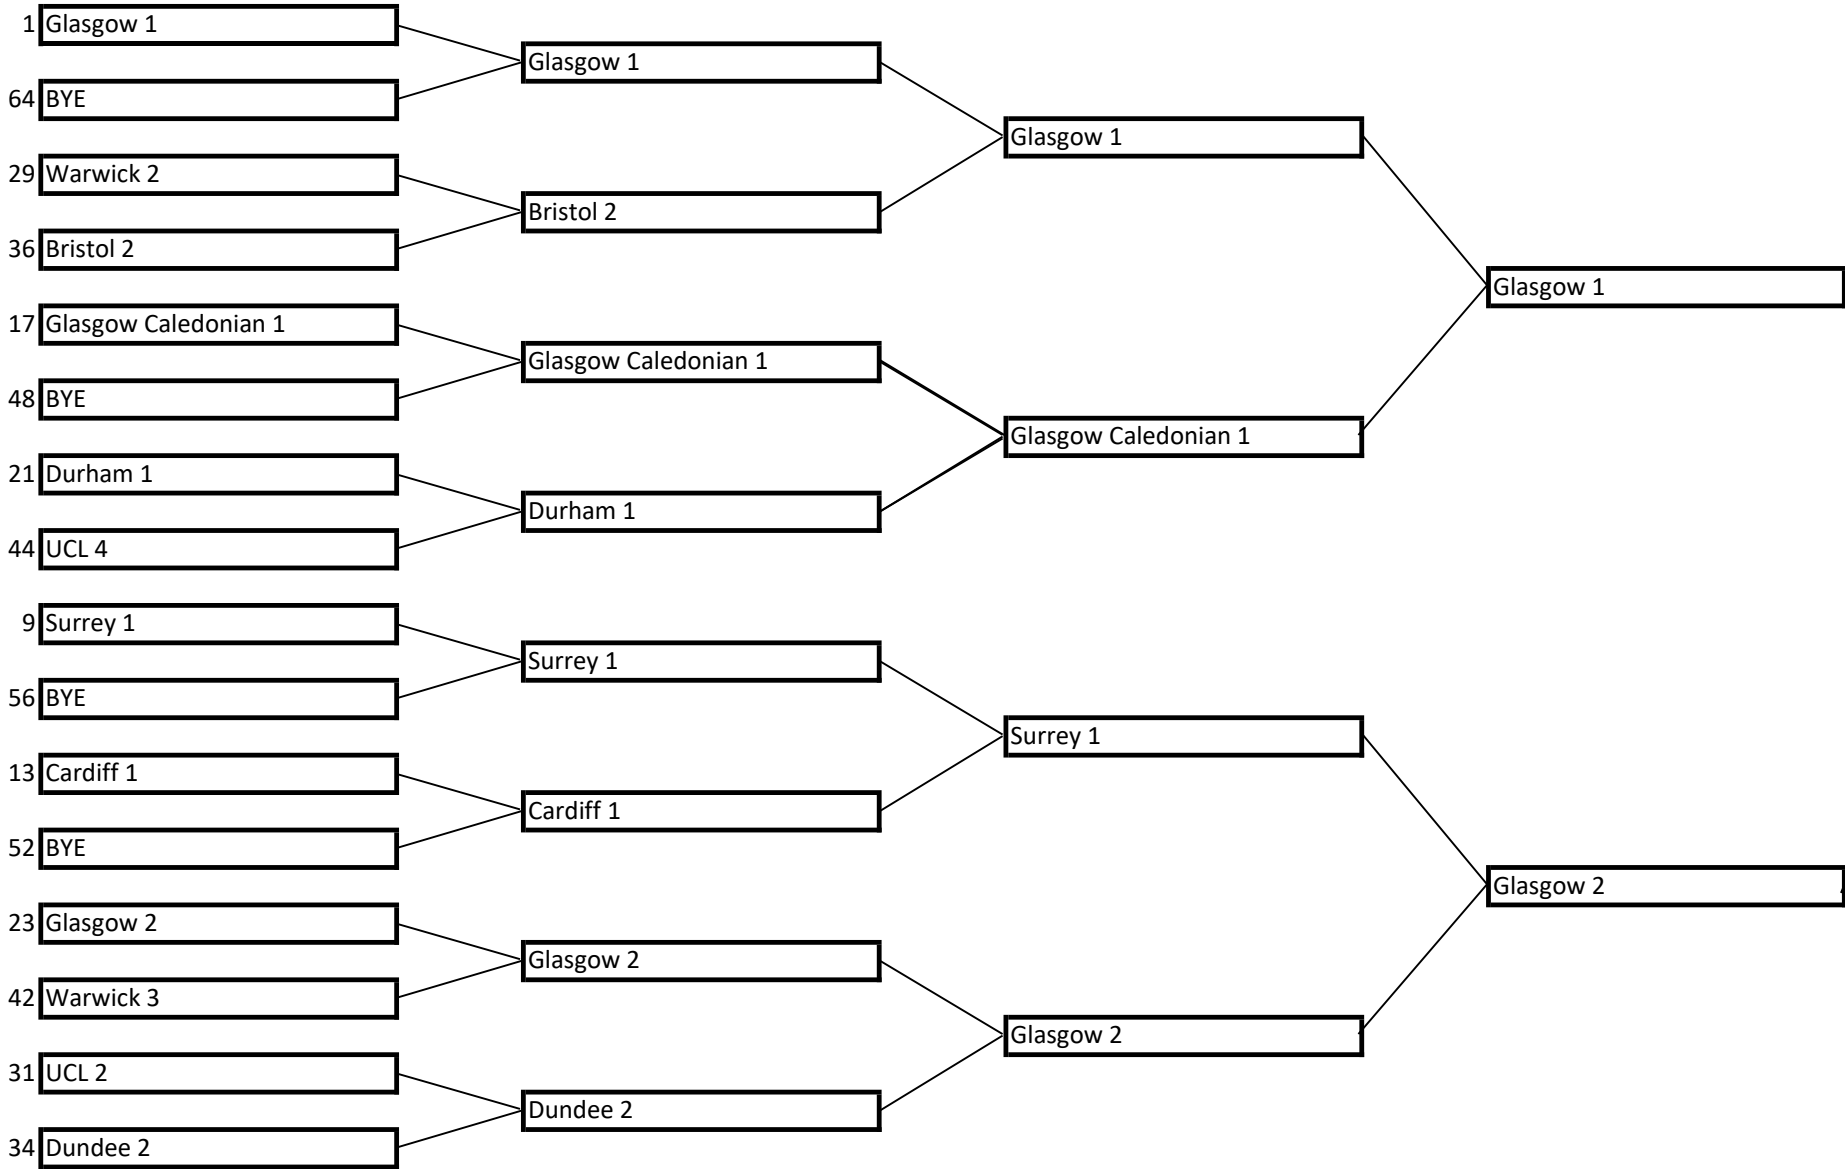 1 Glasgow 1
Glasgow 1
64 BYE
Glasgow 1
29 Warwick 2
Bristol 2
36 Bristol 2
Glasgow 1
17 Glasgow Caledonian 1
Glasgow Caledonian 1
48 BYE
Glasgow Caledonian 1
21 Durham 1
Durham 1
44 UCL 4
9 Surrey 1
Surrey 1
56 BYE
Surrey 1
13 Cardiff 1
Cardiff 1
52 BYE
Glasgow 2
23 Glasgow 2
Glasgow 2
42 Warwick 3
Glasgow 2
31 UCL 2
Dundee 2
34 Dundee 2